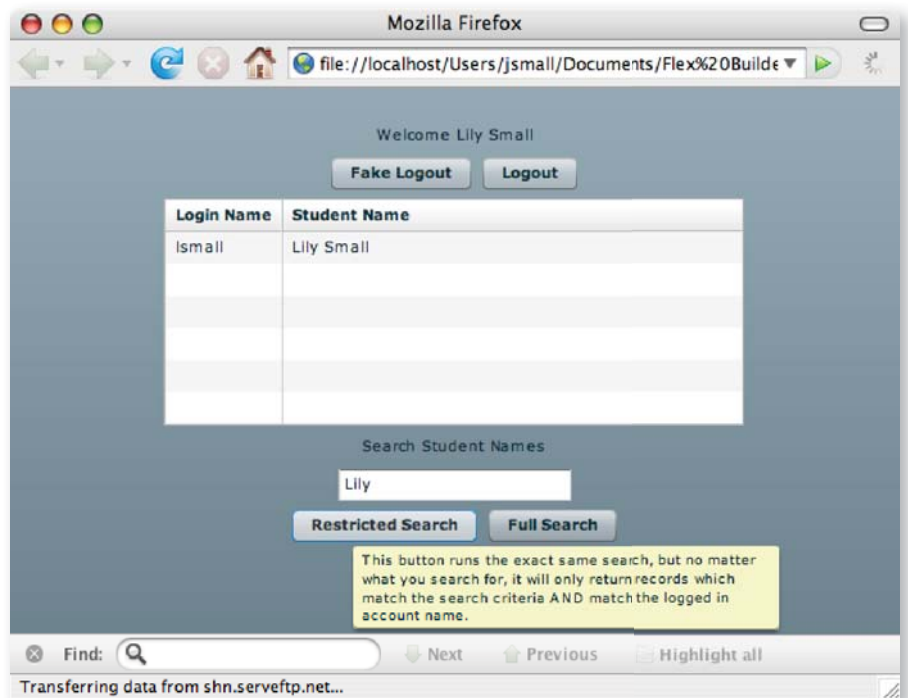 Mozilla Firefox
file://localhost/Users/jsmall/Documents/Flex%20Builde
Welcome Lily Small
Fake Logout Logout
Login Name Student Name
lsmall Lily Small
Search Student Names
Lily
Restricted Search Full Search
This button runs the exact same search, but no matter
what you search for, it will only return records which
match the search criteria AND match the logged in
account name.
Find: Next Previous Highlight all
Transferring data from shn.serveftp.net...